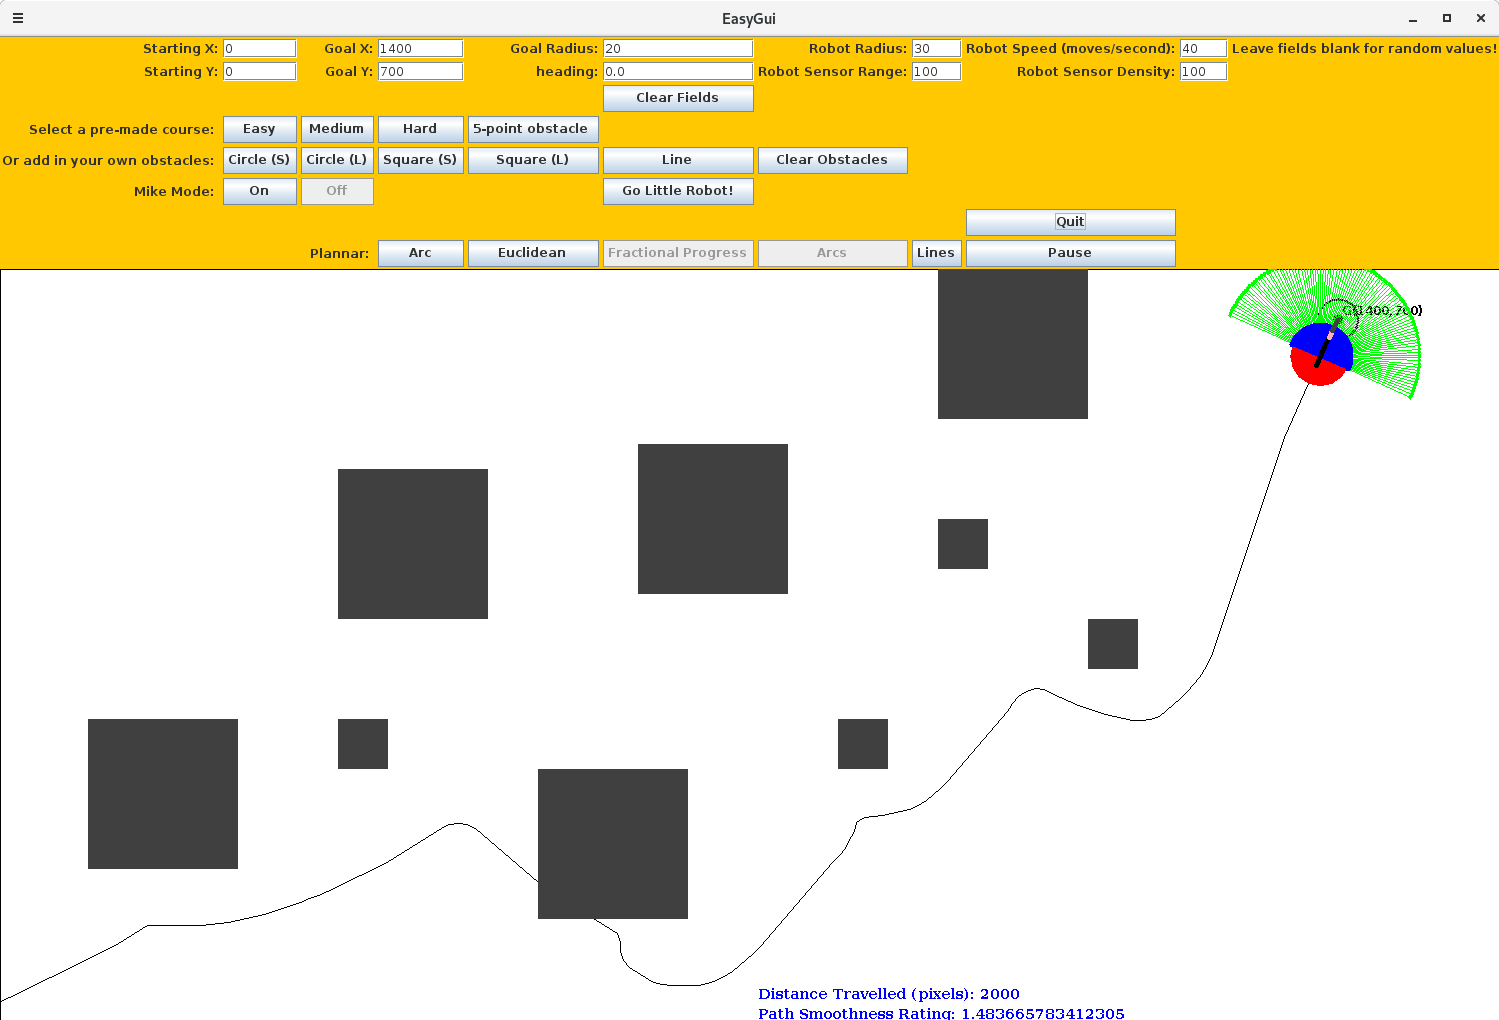 EasyGui
Starting X: 0 Goal X: 1400 Goal Radius: 20 Robot Radius: 30 Robot Speed (moves/second): 40 Leave fields blank for random values!
Starting Y: 0 Goal Y: 700 heading: 0.0 Robot Sensor Range: 100 Robot Sensor Density: 100
Clear Fields
Select a pre-made course: Easy Medium Hard 5-point obstacle
Or add in your own obstacles: Circle (S) Circle (L) Square (S) Square (L) Line Clear Obstacles
Mike Mode: On Off Go Little Robot!
Quit
Plannar: Arc Euclidean Fractional Progress Arcs Lines Pause
Distance Travelled (pixels): 2000
Path Smoothness Rating: 1.483665783412305